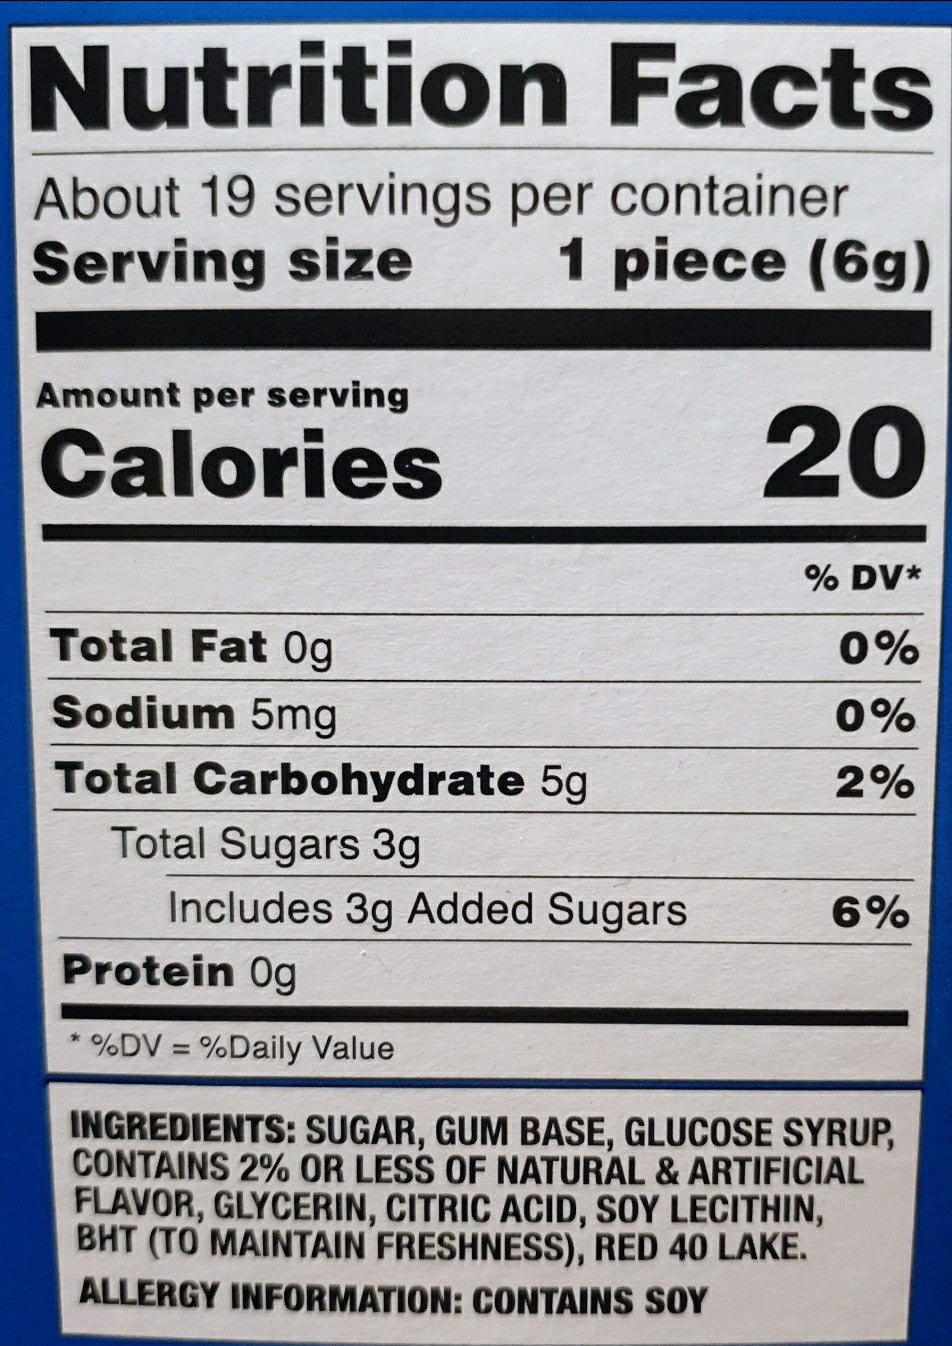 Nutrition Facts
About 19 servings per container
Serving size 1 piece (6g)
Amount per serving
Calories 20
% DV*
Total Fat 0g 0%
Sodium 5mg 0%
Total Carbohydrate 5g 2%
Total Sugars 3g
Includes 3g Added Sugars 6%
Protein 0g
* %DV = %Daily Value
INGREDIENTS: SUGAR, GUM BASE, GLUCOSE SYRUP,
CONTAINS 2% OR LESS OF NATURAL & ARTIFICIAL
FLAVOR, GLYCERIN, CITRIC ACID, SOY LECITHIN,
BHT (TO MAINTAIN FRESHNESS), RED 40 LAKE.
ALLERGY INFORMATION: CONTAINS SOY